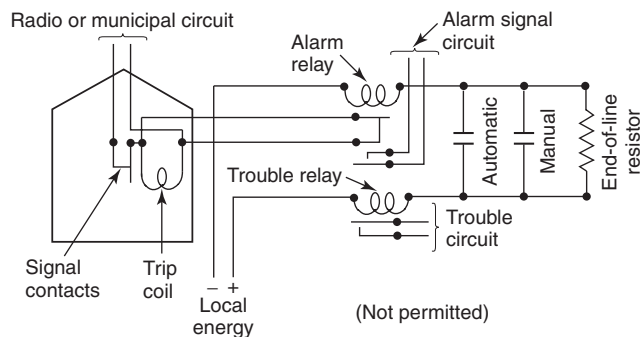 Radio or municipal circuit
Alarm signal
circuit
Alarm
relay
Automatic
Manual
End-of-line
resistor
Trouble relay
Trouble
circuit
Signal
contacts
Trip
coil
– +
Local
energy
(Not permitted)